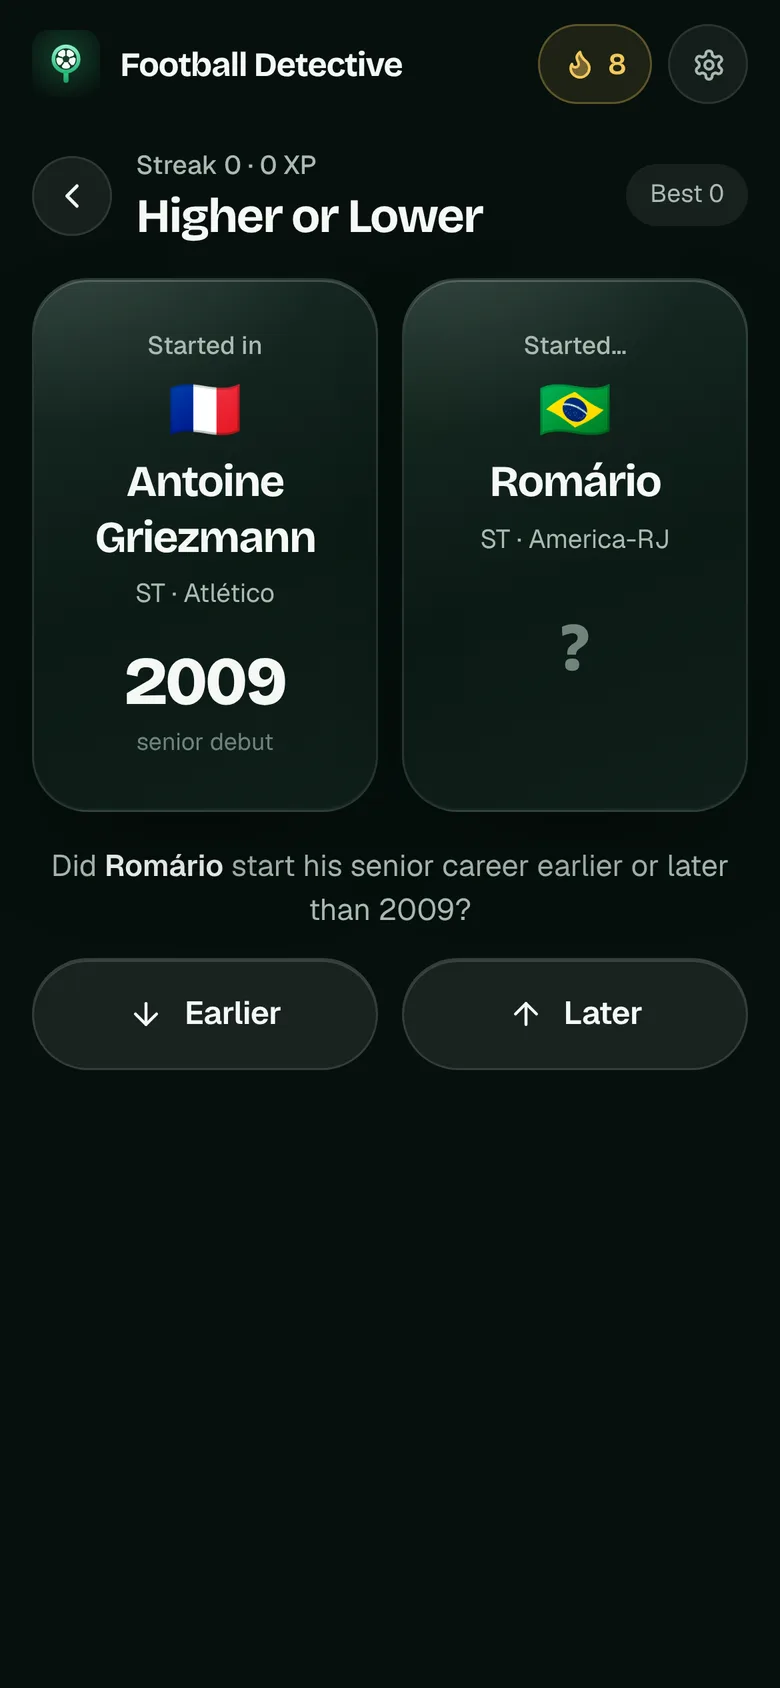 Football Detective
8
Streak 0 · 0 XP
Higher or Lower
Best 0
Started in
Antoine
Griezmann
ST · Atlético
2009
senior debut
Started…
Romário
ST · America-RJ
?
Did Romário start his senior career earlier or later
than 2009?
Earlier
Later